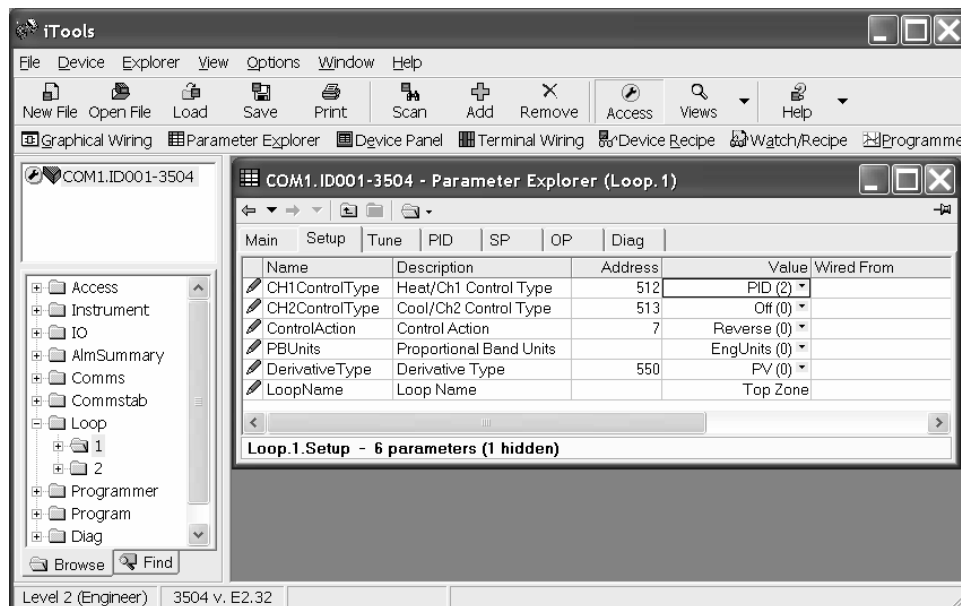 iTools
File Device Explorer View Options Window Help
New File Open File Load Save Print Scan Add Remove Access Views Help
Graphical Wiring Parameter Explorer Device Panel Terminal Wiring Device Recipe Watch/Recipe Programme
COM1.ID001-3504
COM1.ID001-3504 - Parameter Explorer (Loop.1)
Main Setup Tune PID SP OP Diag
Name Description Address Value Wired From
CH1ControlType Heat/Ch1 Control Type 512 PID (2)
CH2ControlType Cool/Ch2 Control Type 513 Off (0)
ControlAction Control Action 7 Reverse (0)
PBUnits Proportional Band Units EngUnits (0)
DerivativeType Derivative Type 550 PV (0)
LoopName Loop Name Top Zone
Loop.1.Setup - 6 parameters (1 hidden)
Access
Instrument
IO
AlmSummary
Comms
Commstab
Loop
1
2
Programmer
Program
Diag
Browse Find
Level 2 (Engineer) 3504 v. E2.32